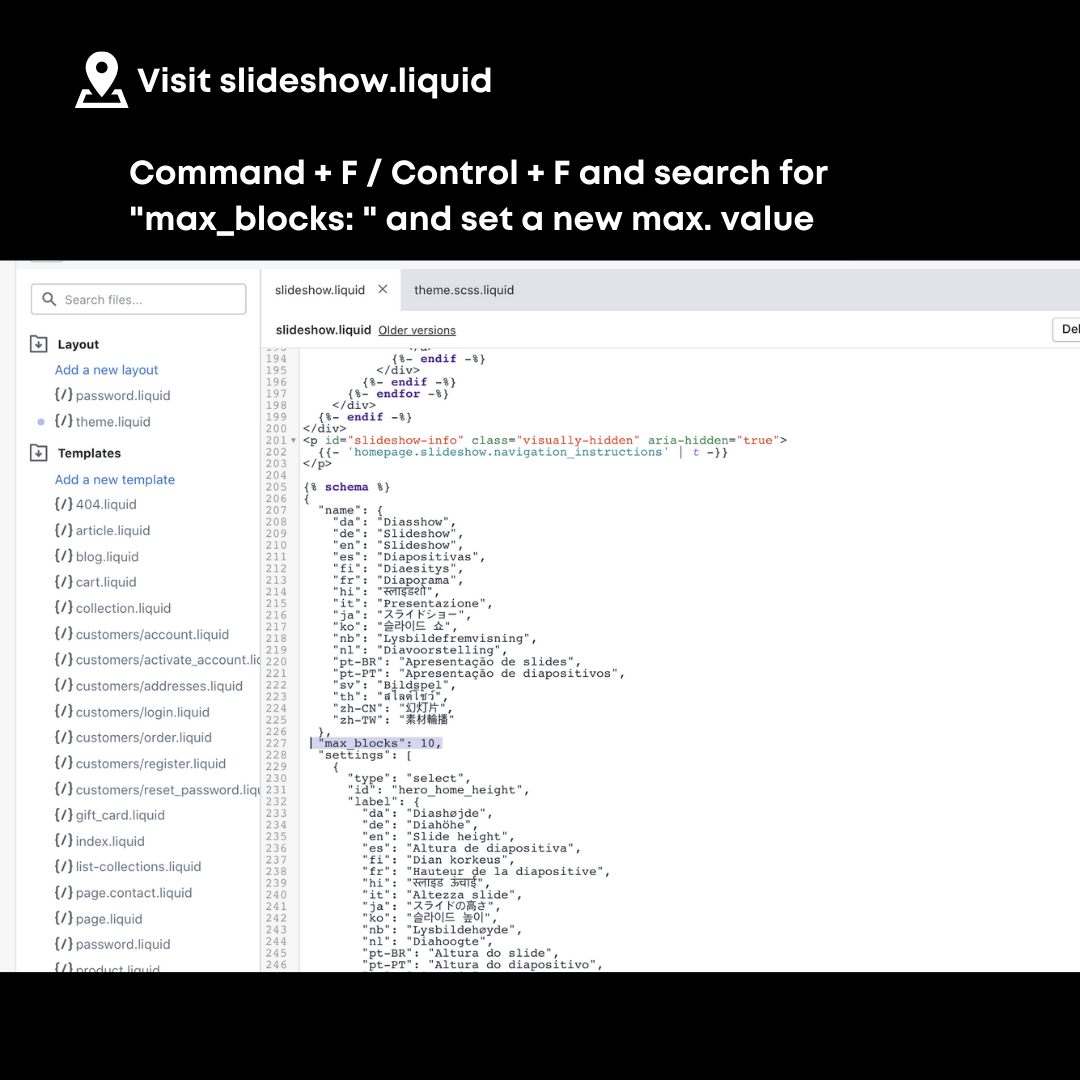 Visit slideshow.liquid
Command + F / Control + F and search for
"max_blocks: " and set a new max. value
Search files...
Layout
Add a new layout
{/} password.liquid
{/} theme.liquid
Templates
Add a new template
{/} 404.liquid
{/} article.liquid
{/} blog.liquid
{/} cart.liquid
{/} collection.liquid
{/} customers/account.liquid
{/} customers/activate_account.lic
{/} customers/addresses.liquid
{/} customers/login.liquid
{/} customers/order.liquid
{/} customers/register.liquid
{/} customers/reset_password.liqu
{/} gift_card.liquid
{/} index.liquid
{/} list-collections.liquid
{/} page.contact.liquid
{/} page.liquid
{/} password.liquid
{/} product.liquid
slideshow.liquid ×
theme.scss.liquid
slideshow.liquid Older versions
Del
194 {%- endif -%}
195 </div>
196 {%- endif -%}
197 {%- endfor -%}
198 </div>
199 {%- endif -%}
200 </div>
201 <p id="slideshow-info" class="visually-hidden" aria-hidden="true">
202 {{- 'homepage.slideshow.navigation_instructions' | t -}}
203 </p>
204
205 {% schema %}
206 {
207 "name": {
208 "da": "Diasshow",
209 "de": "Slideshow",
210 "en": "Slideshow",
211 "es": "Diapositivas",
212 "fi": "Diaesitys",
213 "fr": "Diaporama",
214 "hi": "स्लाइडशो",
215 "it": "Presentazione",
216 "ja": "スライドショー",
217 "ko": "슬라이드 쇼",
218 "nb": "Lysbildefremvisning",
219 "nl": "Diavoorstelling",
220 "pt-BR": "Apresentação de slides",
221 "pt-PT": "Apresentação de diapositivos",
222 "sv": "Bildspel",
223 "th": "สไลด์โชว์",
224 "zh-CN": "幻灯片",
225 "zh-TW": "素材輪播"
226 },
227 "max_blocks": 10,
228 "settings": [
229 {
230 "type": "select",
231 "id": "hero_home_height",
232 "label": {
233 "da": "Diashøjde",
234 "de": "Diahöhe",
235 "en": "Slide height",
236 "es": "Altura de diapositiva",
237 "fi": "Dian korkeus",
238 "fr": "Hauteur de la diapositive",
239 "hi": "स्लाइड ऊंचाई",
240 "it": "Altezza slide",
241 "ja": "スライドの高さ",
242 "ko": "슬라이드 높이",
243 "nb": "Lysbildehøyde",
244 "nl": "Diahoogte",
245 "pt-BR": "Altura do slide",
246 "pt-PT": "Altura do diapositivo",